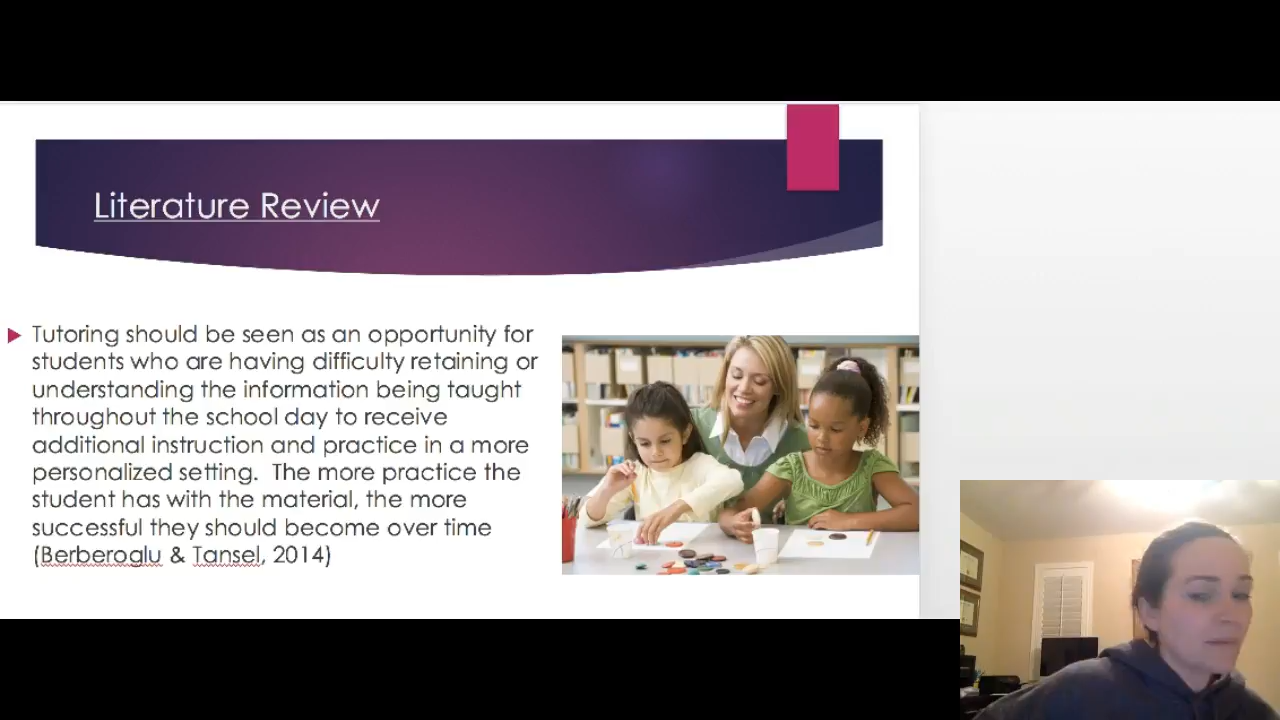 Literature Review
Tutoring should be seen as an opportunity for
students who are having difficulty retaining or
understanding the information being taught
throughout the school day to receive
additional instruction and practice in a more
personalized setting.  The more practice the
student has with the material, the more
successful they should become over time
(Berberoglu & Tansel, 2014)